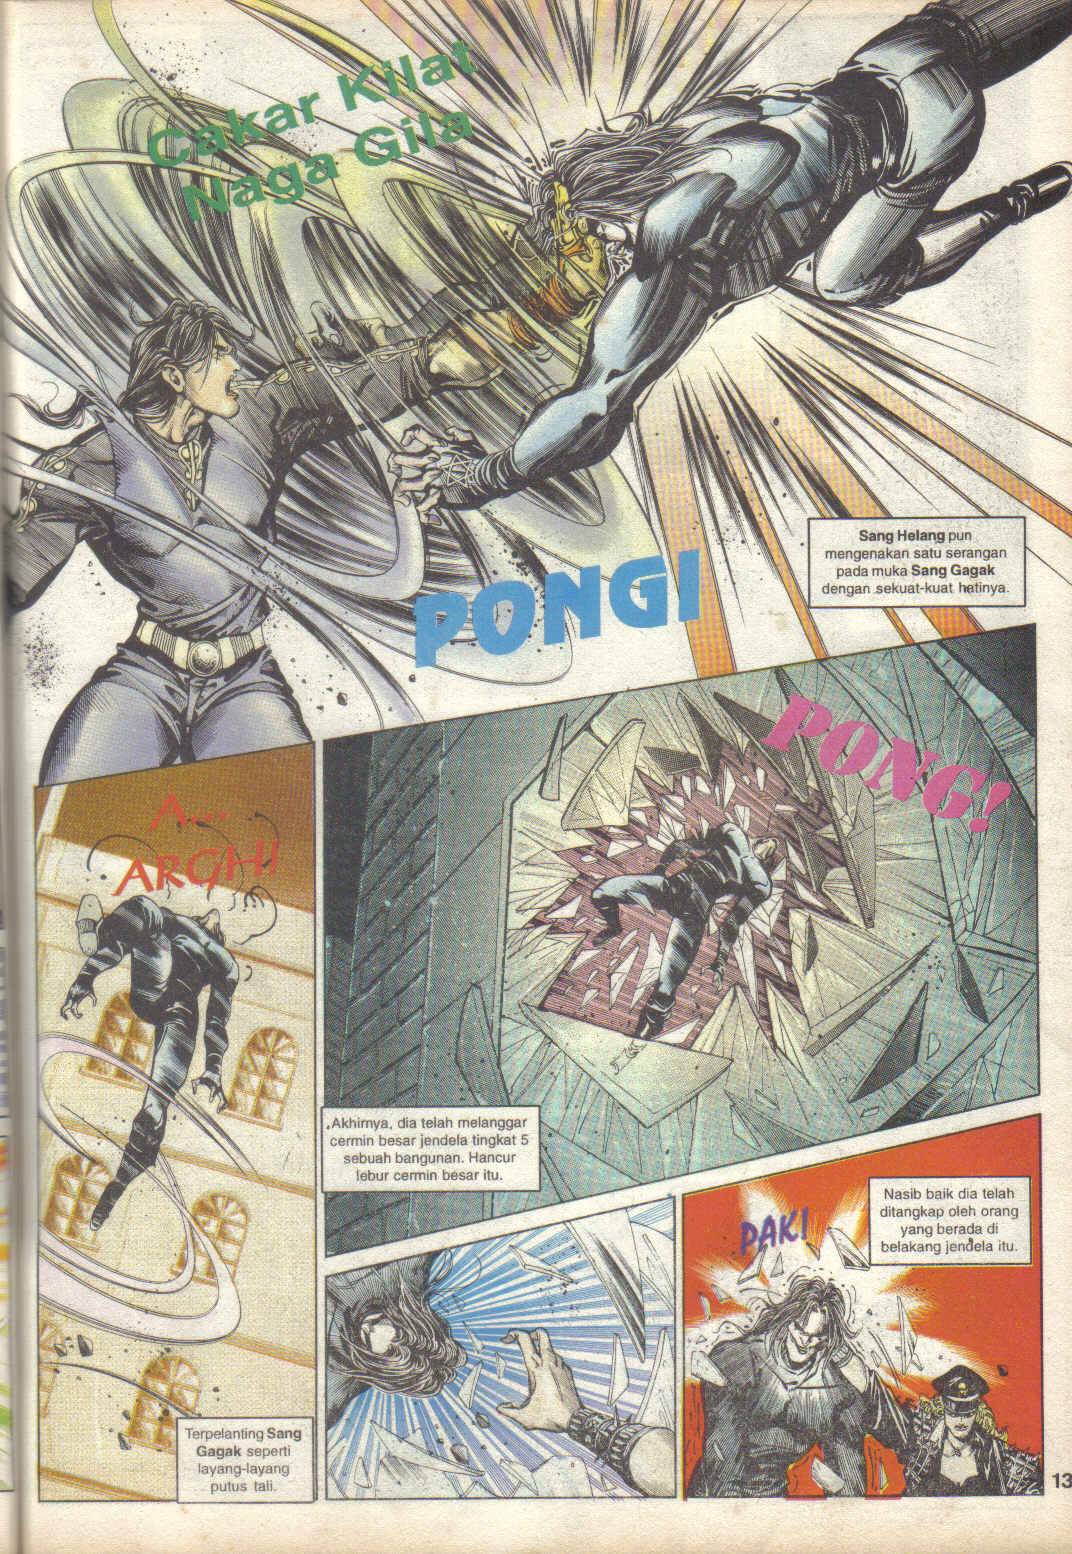 Cakar Kilat
Naga Gila
Sang Helang pun
mengenakan satu serangan
pada muka Sang Gagak
dengan sekuat-kuat hatinya.
PONG!
A...
ARGH!
Terpelanting Sang
Gagak seperti
layang-layang
putus tali.
PONG!
Akhirnya, dia telah melanggar
cermin besar jendela tingkat 5
sebuah bangunan. Hancur
lebur cermin besar itu.
PAK!
Nasib baik dia telah
ditangkap oleh orang
yang berada di
belakang jendela itu.
13